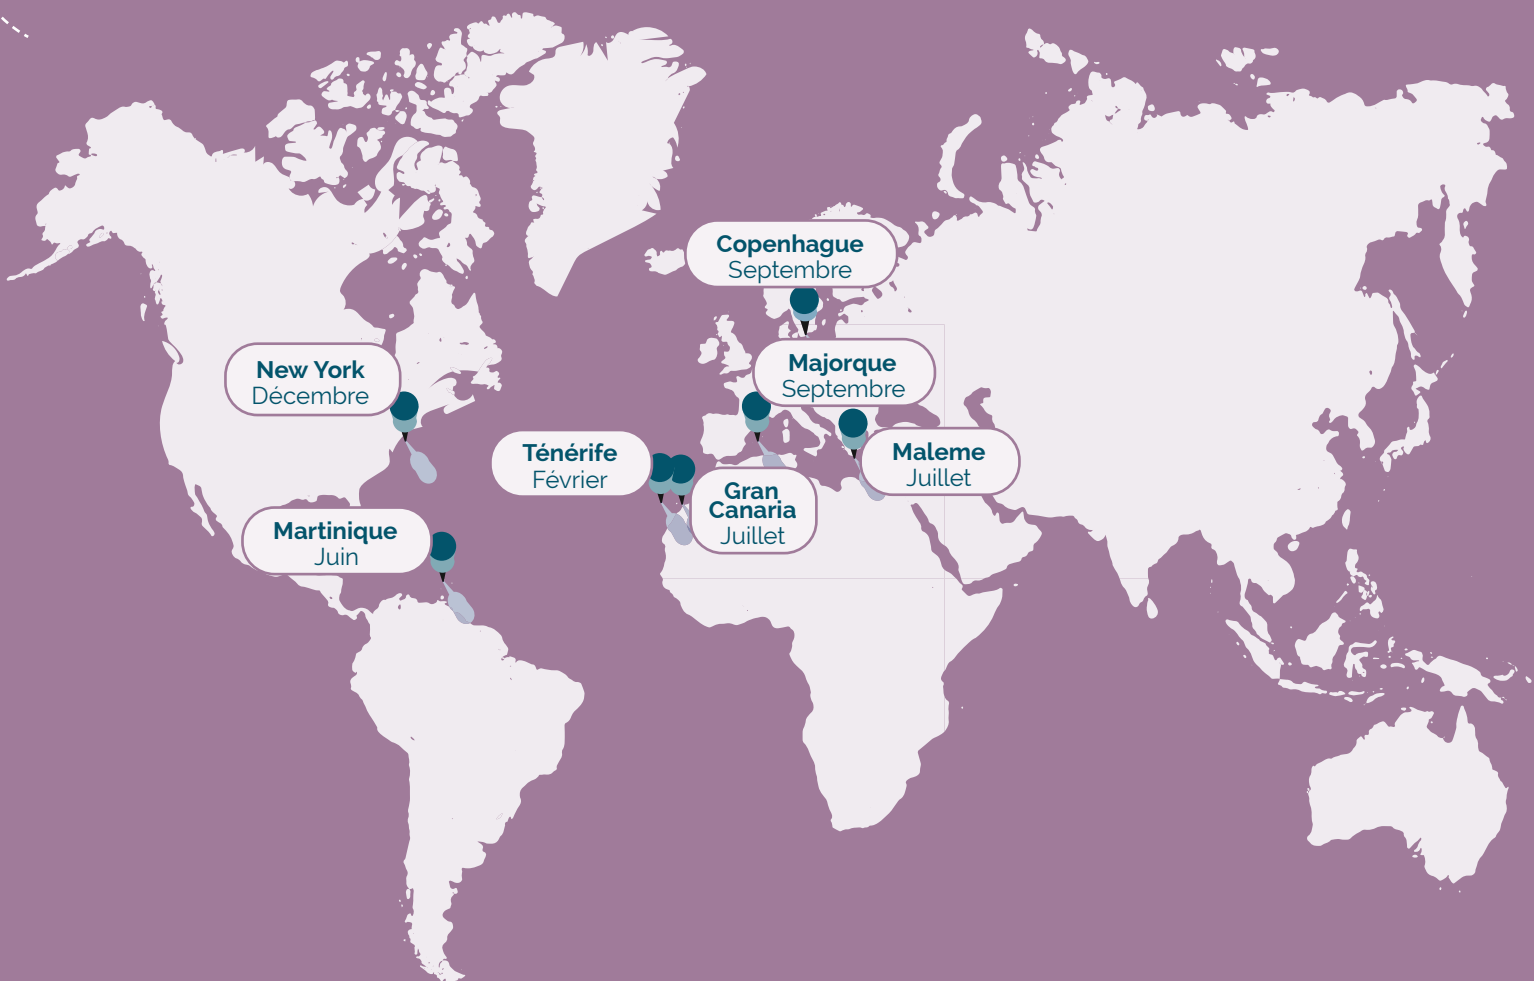 Copenhague
Septembre
New York
Décembre
Majorque
Septembre
Ténérife
Février
Maleme
Juillet
Gran
Canaria
Juillet
Martinique
Juin